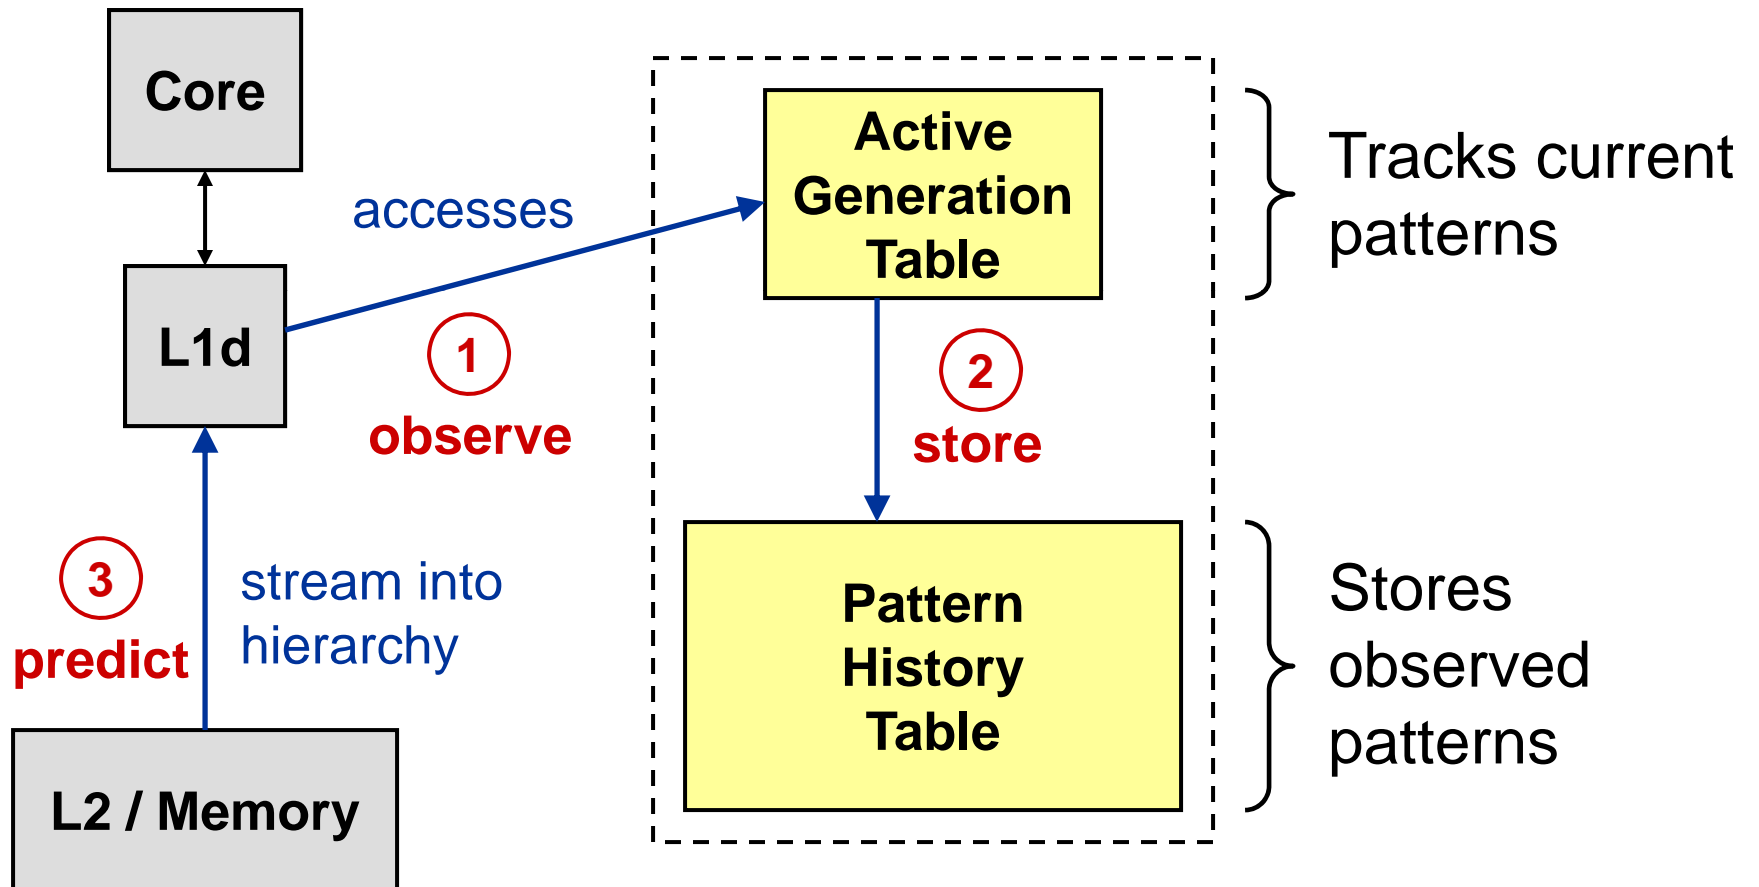 Core
L1d
L2 / Memory
accesses
1
observe
3
predict
stream into
hierarchy
Active
Generation
Table
2
store
Pattern
History
Table
Tracks current
patterns
Stores
observed
patterns